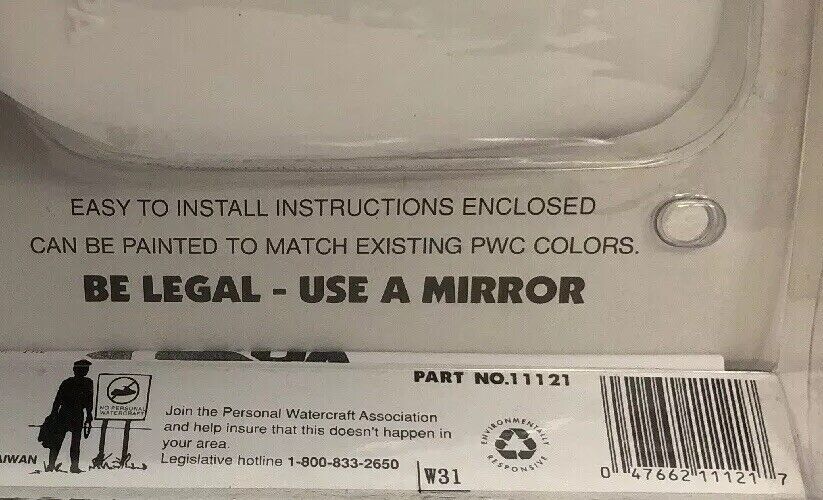 EASY TO INSTALL INSTRUCTIONS ENCLOSED
CAN BE PAINTED TO MATCH EXISTING PWC COLORS.
BE LEGAL - USE A MIRROR
PART NO.11121
NO PERSONAL
WATERCRAFT
Join the Personal Watercraft Association
and help insure that this doesn't happen in
your area.
Legislative hotline 1-800-833-2650
AIWAN
W31
ENVIRONMENTALLY
RESPONSIVE
0 47662 11121 7